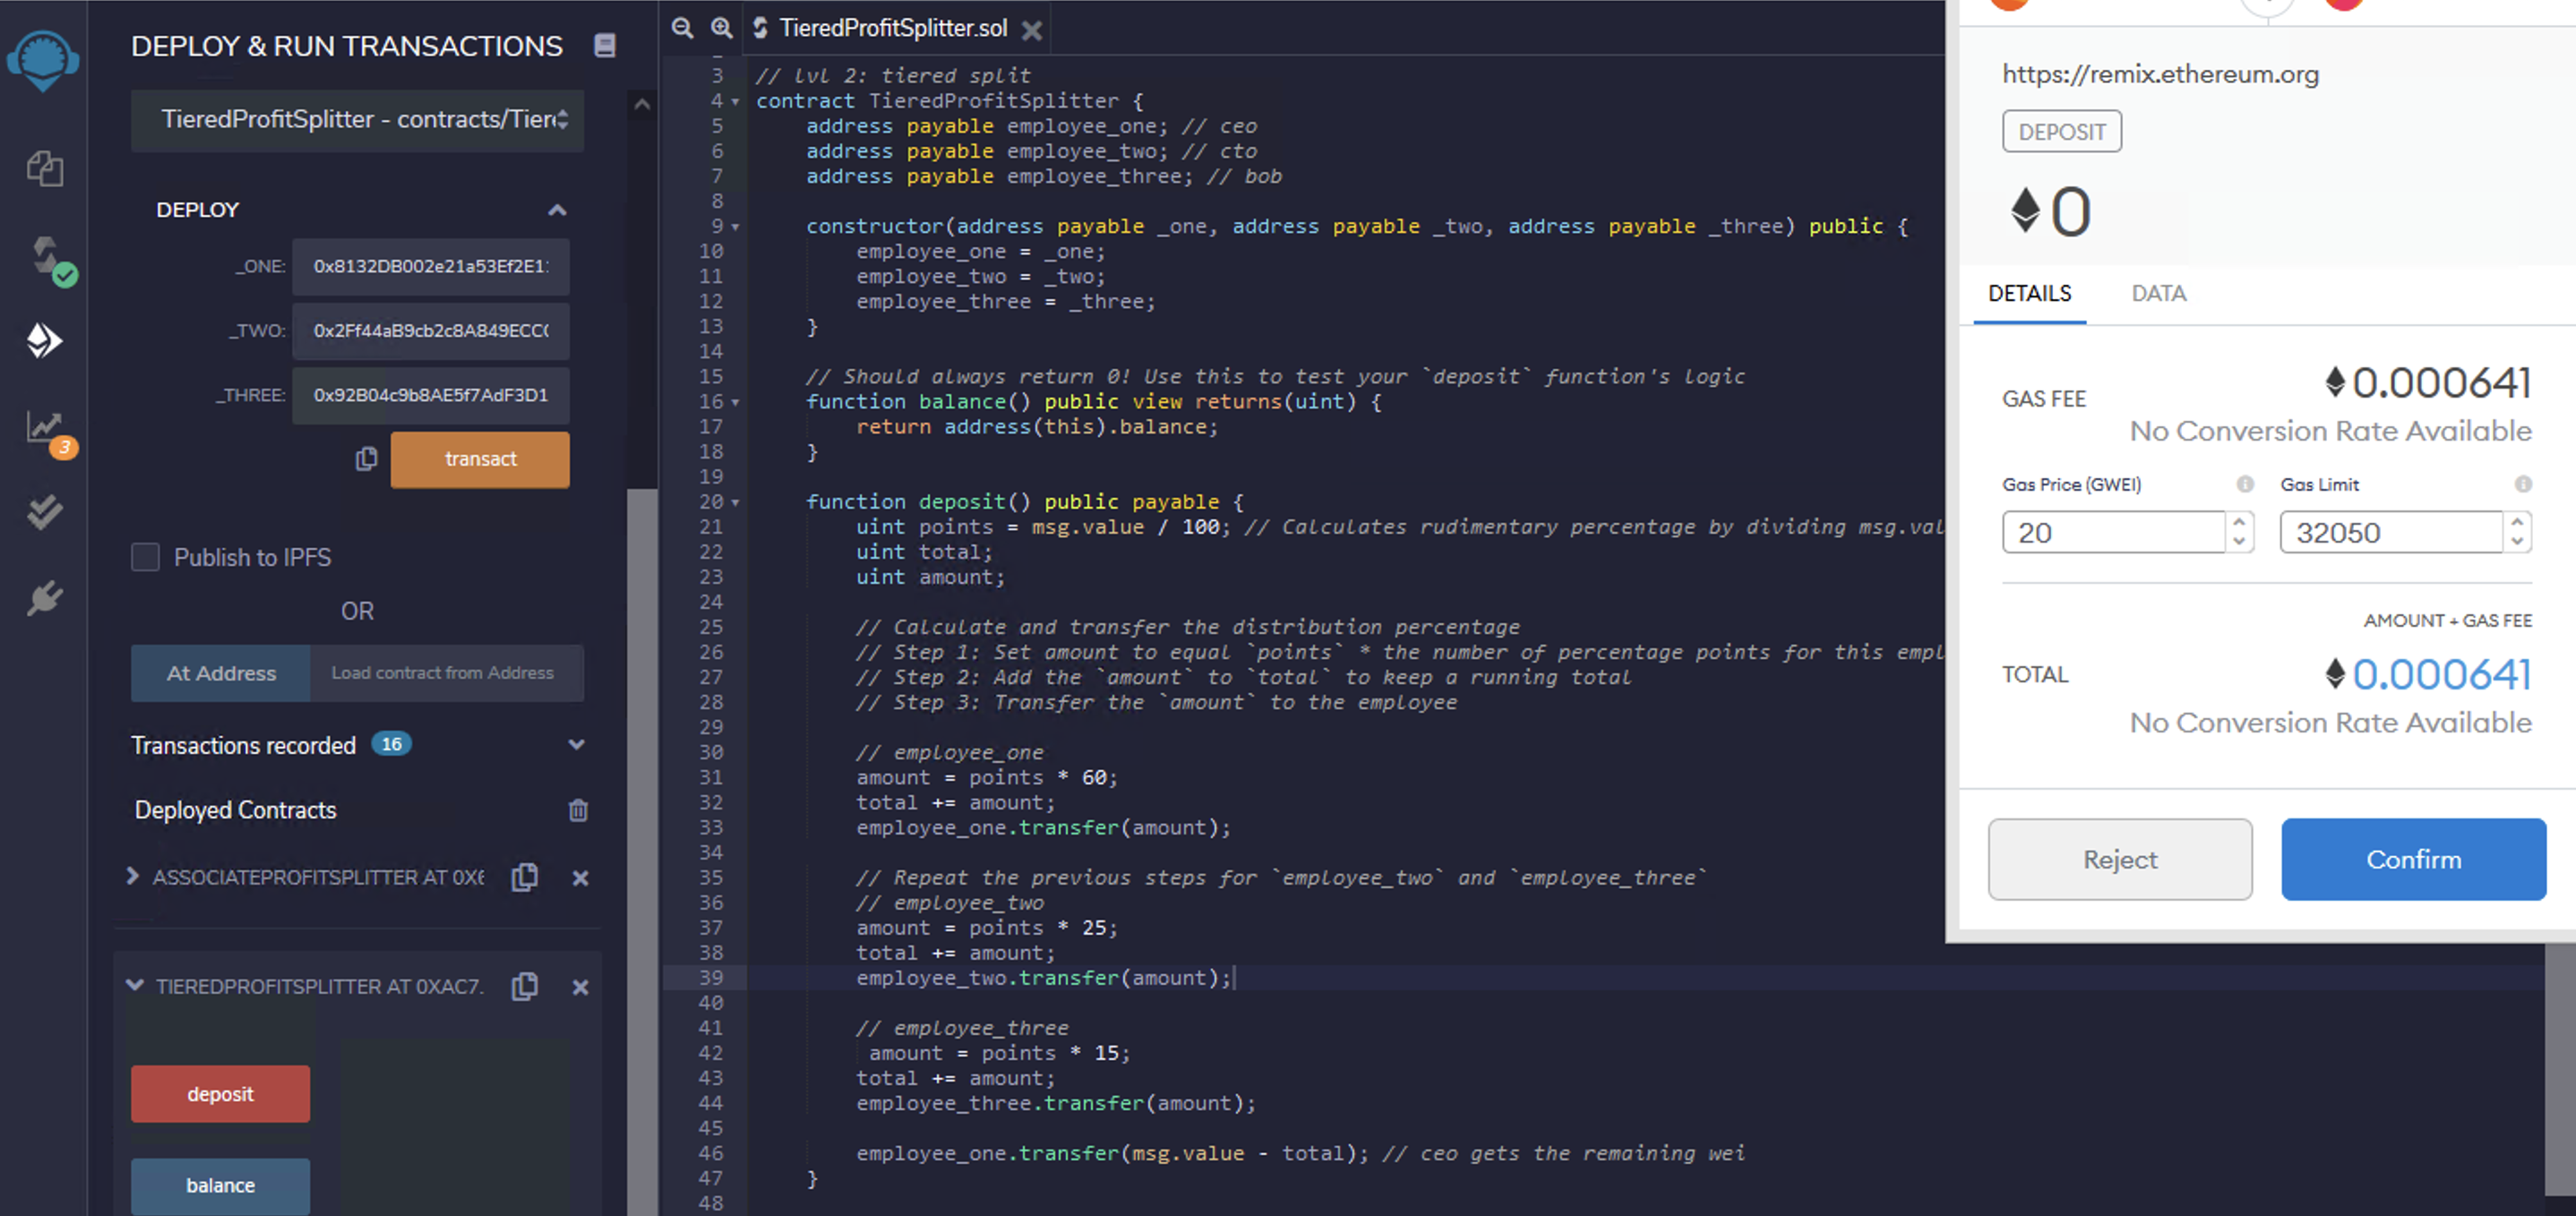 DEPLOY & RUN TRANSACTIONS
TieredProfitSplitter - contracts/Tier
DEPLOY
_ONE: 0x8132DB002e21a53Ef2E1
_TWO: 0x2Ff44aB9cb2c8A849ECC
_THREE: 0x92B04c9b8AE5f7AdF3D1
transact
3
Publish to IPFS
OR
At Address Load contract from Address
Transactions recorded 16
Deployed Contracts
ASSOCIATEPROFITSPLITTER AT 0X
TIEREDPROFITSPLITTER AT 0XAC7.
deposit
balance
TieredProfitSplitter.sol
3 // lvl 2: tiered split
4 contract TieredProfitSplitter {
5 address payable employee_one; // ceo
6 address payable employee_two; // cto
7 address payable employee_three; // bob
8
9 constructor(address payable _one, address payable _two, address payable _three) public {
10 employee_one = _one;
11 employee_two = _two;
12 employee_three = _three;
13 }
14
15 // Should always return 0! Use this to test your `deposit` function's logic
16 function balance() public view returns(uint) {
17 return address(this).balance;
18 }
19
20 function deposit() public payable {
21 uint points = msg.value / 100; // Calculates rudimentary percentage by dividing msg.val
22 uint total;
23 uint amount;
24
25 // Calculate and transfer the distribution percentage
26 // Step 1: Set amount to equal `points` * the number of percentage points for this empl
27 // Step 2: Add the `amount` to `total` to keep a running total
28 // Step 3: Transfer the `amount` to the employee
29
30 // employee_one
31 amount = points * 60;
32 total += amount;
33 employee_one.transfer(amount);
34
35 // Repeat the previous steps for `employee_two` and `employee_three`
36 // employee_two
37 amount = points * 25;
38 total += amount;
39 employee_two.transfer(amount);
40
41 // employee_three
42 amount = points * 15;
43 total += amount;
44 employee_three.transfer(amount);
45
46 employee_one.transfer(msg.value - total); // ceo gets the remaining wei
47 }
48
https://remix.ethereum.org
DEPOSIT
0
DETAILS DATA
GAS FEE 0.000641
No Conversion Rate Available
Gas Price (GWEI) Gas Limit
20 32050
AMOUNT + GAS FEE
TOTAL 0.000641
No Conversion Rate Available
Reject Confirm